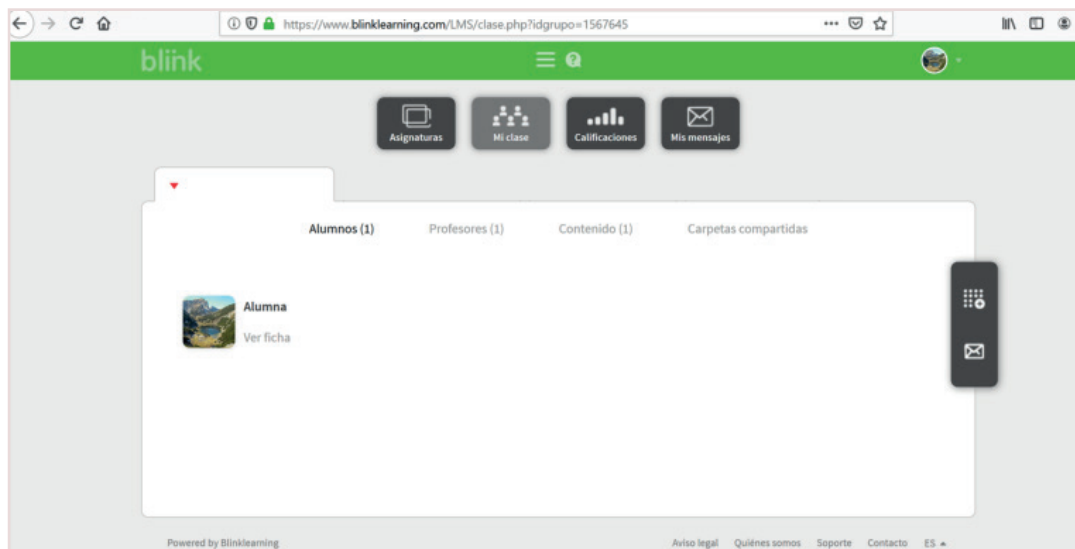 https://www.blinklearning.com/LMS/clase.php?idgrupo=1567645
blink
Asignaturas Mi clase Calificaciones Mis mensajes
Alumnos (1) Profesores (1) Contenido (1) Carpetas compartidas
Alumna
Ver ficha
Powered by Blinklearning Aviso legal Quiénes somos Soporte Contacto ES